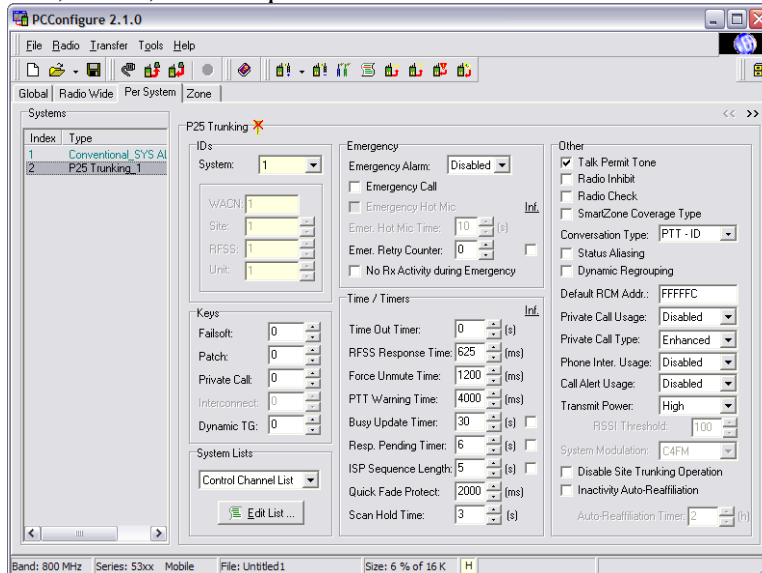 PCConfigure 2.1.0
File Radio Transfer Tools Help
Global Radio Wide Per System Zone
Systems
<< >>
Index Type
1 Conventional_SYS AL
2 P25 Trunking_1
P25 Trunking
IDs
System: 1
WACN: 1
Site: 1
RFSS: 1
Unit: 1
Keys
Failsoft: 0
Patch: 0
Private Call: 0
Interconnect: 0
Dynamic TG: 0
System Lists
Control Channel List
Edit List ...
Emergency
Emergency Alarm: Disabled
Emergency Call
Emergency Hot Mic Inf.
Emer. Hot Mic Time: 10 (s)
Emer. Retry Counter: 0
No Rx Activity during Emergency
Time / Timers
Inf.
Time Out Timer: 0 (s)
RFSS Response Time: 625 (ms)
Force Unmute Time: 1200 (ms)
PTT Warning Time: 4000 (ms)
Busy Update Timer: 30 (s)
Resp. Pending Timer: 6 (s)
ISP Sequence Length: 5 (s)
Quick Fade Protect: 2000 (ms)
Scan Hold Time: 3 (s)
Other
Talk Permit Tone
Radio Inhibit
Radio Check
SmartZone Coverage Type
Conversation Type: PTT - ID
Status Aliasing
Dynamic Regrouping
Default RCM Addr.: FFFFFC
Private Call Usage: Disabled
Private Call Type: Enhanced
Phone Inter. Usage: Disabled
Call Alert Usage: Disabled
Transmit Power: High
RSSI Threshold: 100
System Modulation: C4FM
Disable Site Trunking Operation
Inactivity Auto-Reaffiliation
Auto-Reaffiliation Timer: 2 (h)
Band: 800 MHz Series: 53xx Mobile File: Untitled1 Size: 6 % of 16 K H